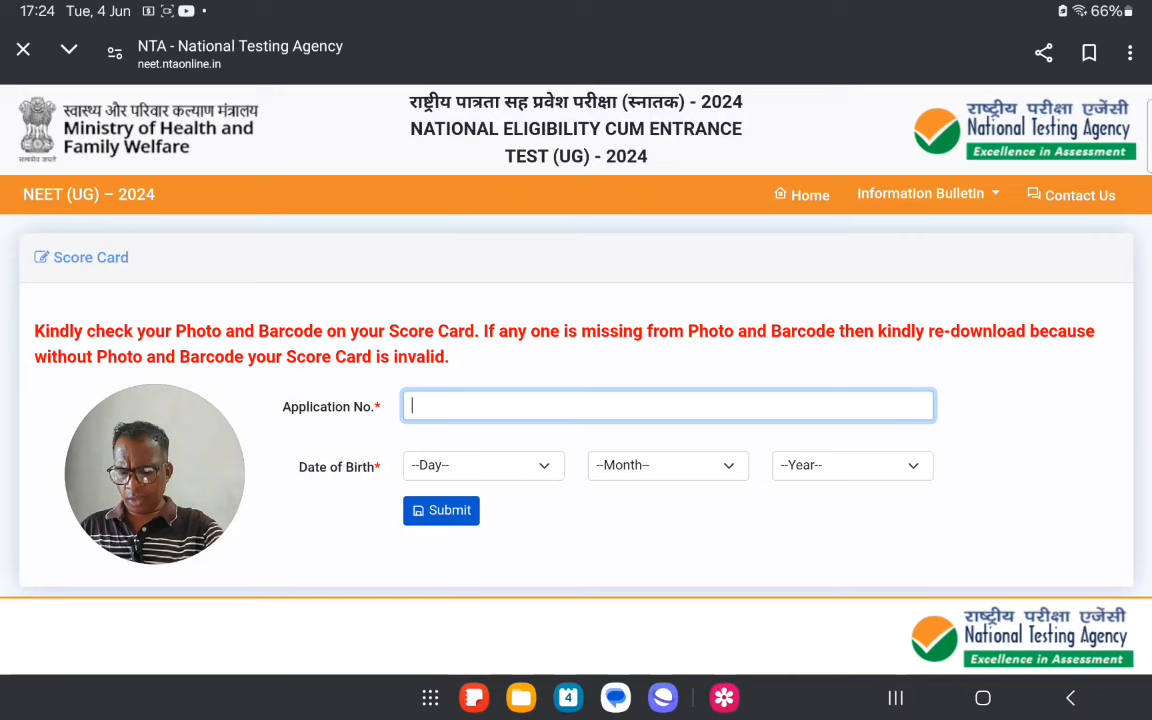 17:24 Tue, 4 Jun
66%
NTA - National Testing Agency
neet.ntaonline.in
स्वास्थ्य और परिवार कल्याण मंत्रालय
Ministry of Health and
Family Welfare
सत्यमेव जयते
राष्ट्रीय पात्रता सह प्रवेश परीक्षा (स्नातक) - 2024
NATIONAL ELIGIBILITY CUM ENTRANCE
TEST (UG) - 2024
राष्ट्रीय परीक्षा एजेंसी
National Testing Agency
Excellence in Assessment
NEET (UG) – 2024
Home
Information Bulletin
Contact Us
Score Card
Kindly check your Photo and Barcode on your Score Card. If any one is missing from Photo and Barcode then kindly re-download because
without Photo and Barcode your Score Card is invalid.
Application No.*
Date of Birth*
--Day--
--Month--
--Year--
Submit
राष्ट्रीय परीक्षा एजेंसी
National Testing Agency
Excellence in Assessment
4